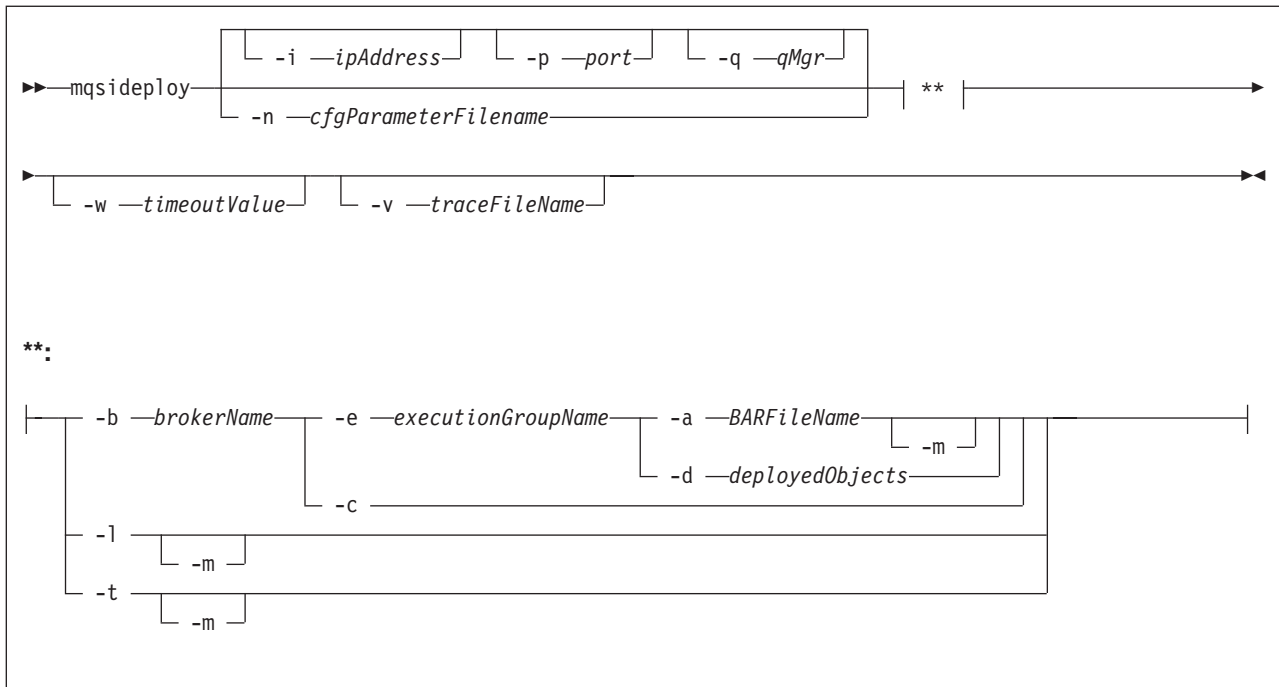 -i ipAddress -p port -q qMgr
mqsideploy **
-n cfgParameterFilename
-w timeoutValue -v traceFileName
**:
-b brokerName -e executionGroupName -a BARFileName
-m
-d deployedObjects
-c
-l
-m
-t
-m